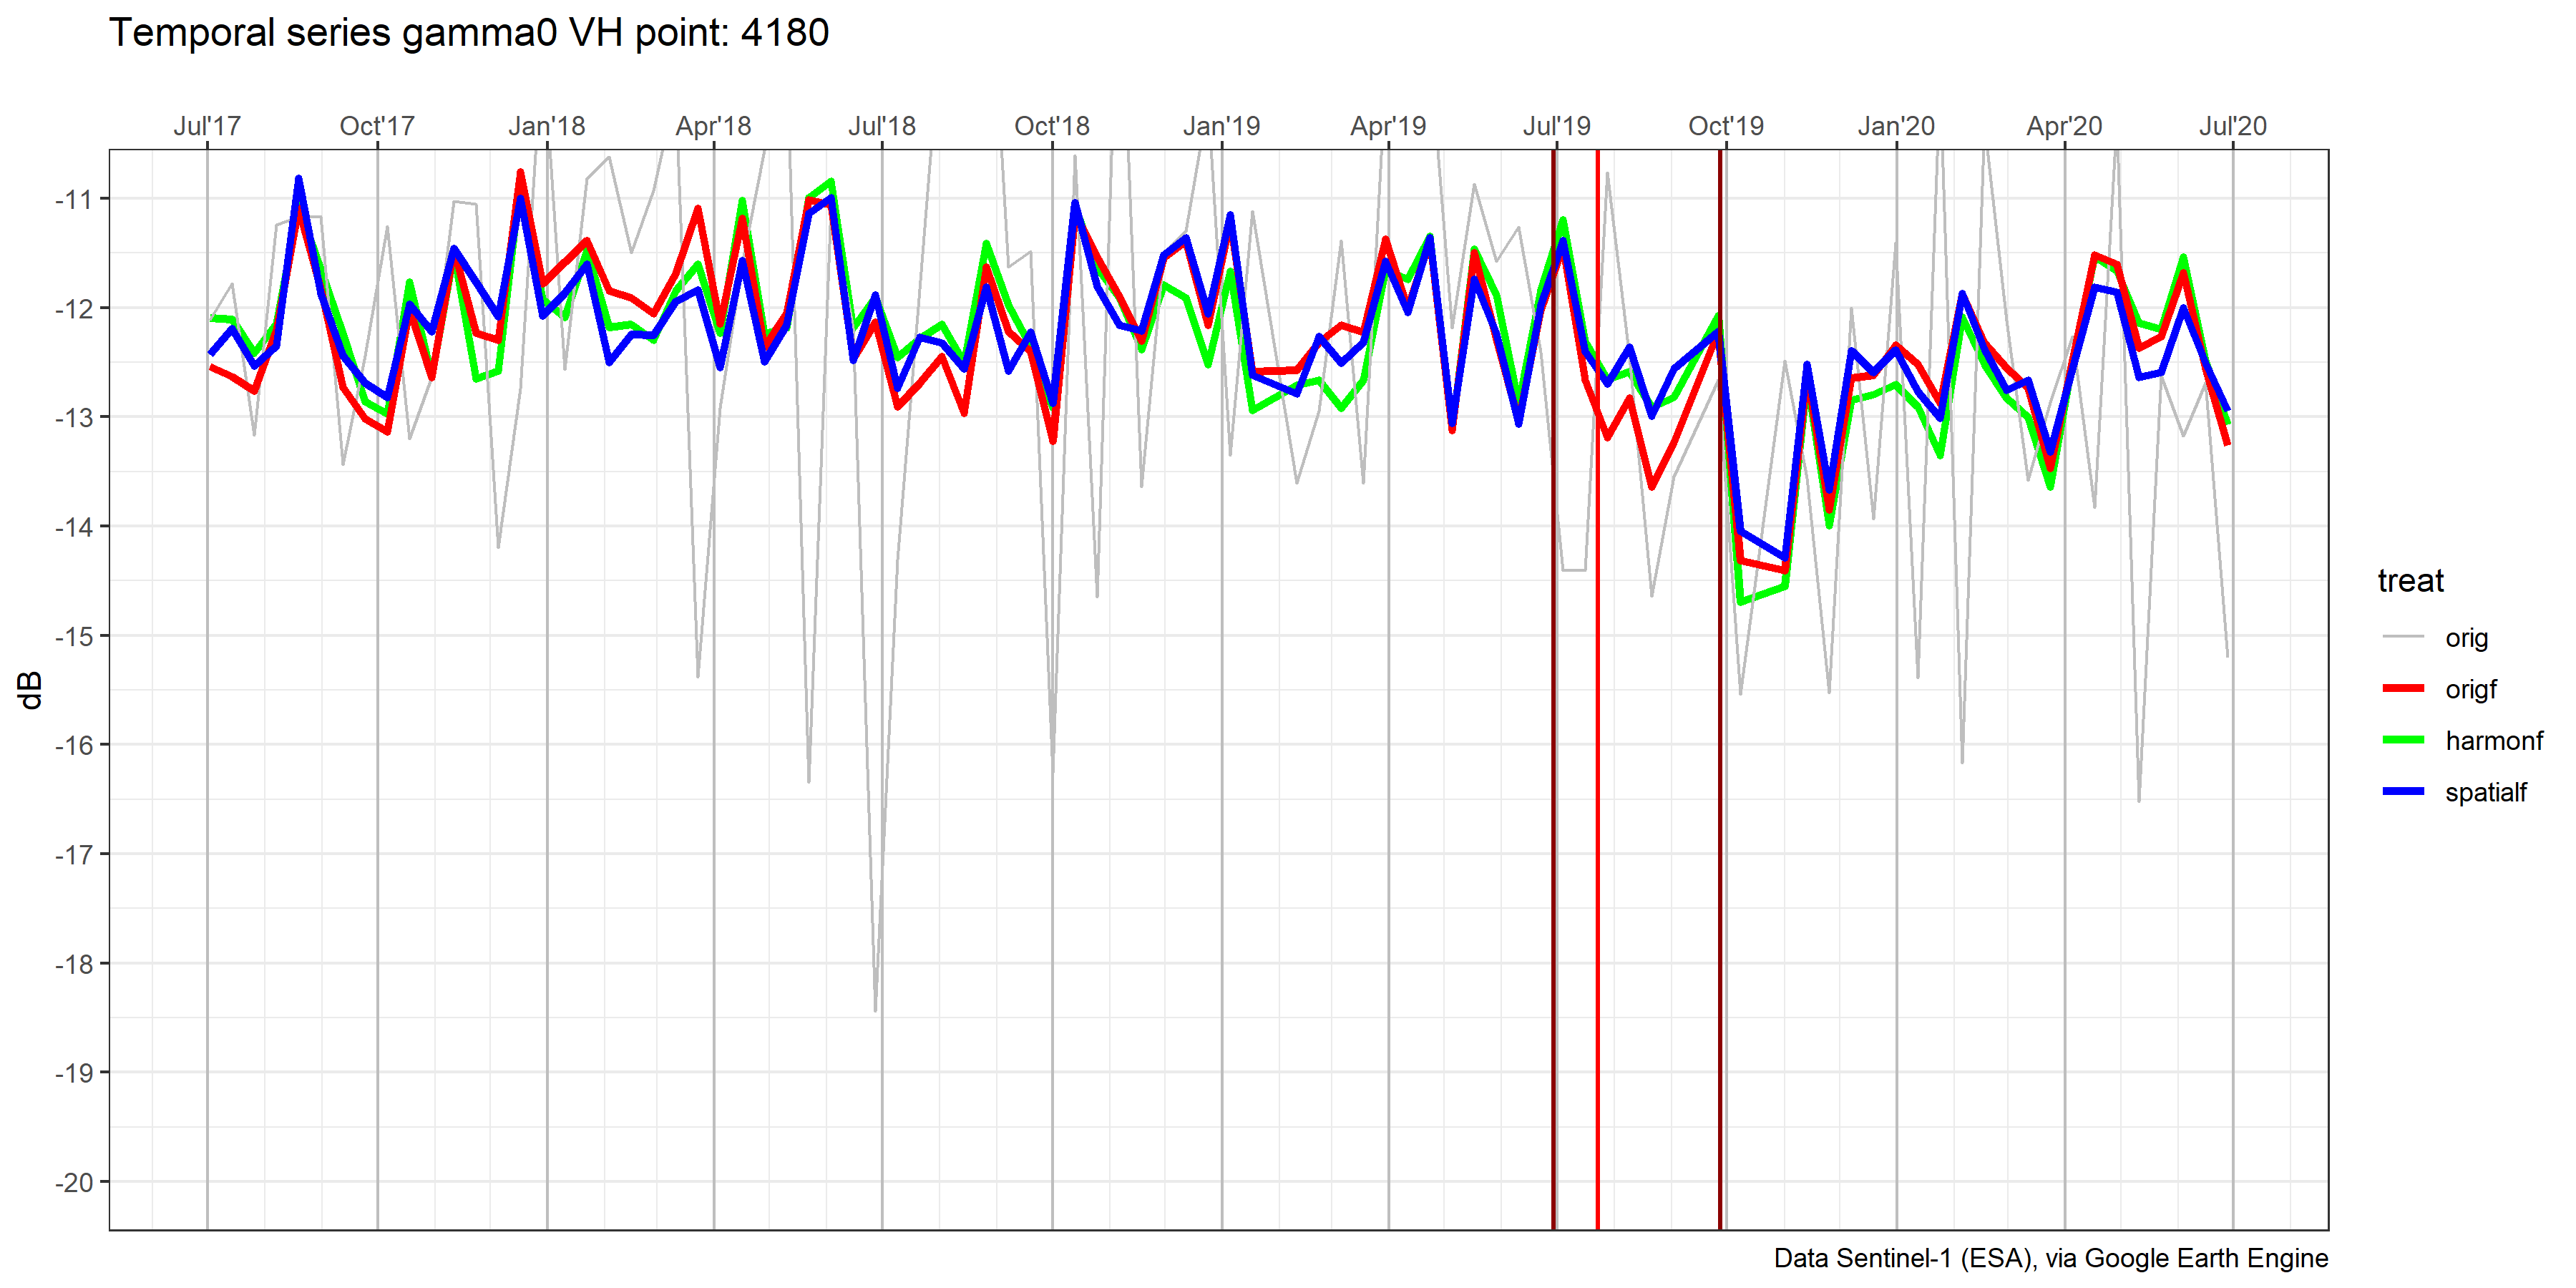 Temporal series gamma0 VH point: 4180
Jul'17 Oct'17 Jan'18 Apr'18 Jul'18 Oct'18 Jan'19 Apr'19 Jul'19 Oct'19 Jan'20 Apr'20 Jul'20
-11
-12
-13
-14
-15
-16
-17
-18
-19
-20
dB
treat
orig
origf
harmonf
spatialf
Data Sentinel-1 (ESA), via Google Earth Engine